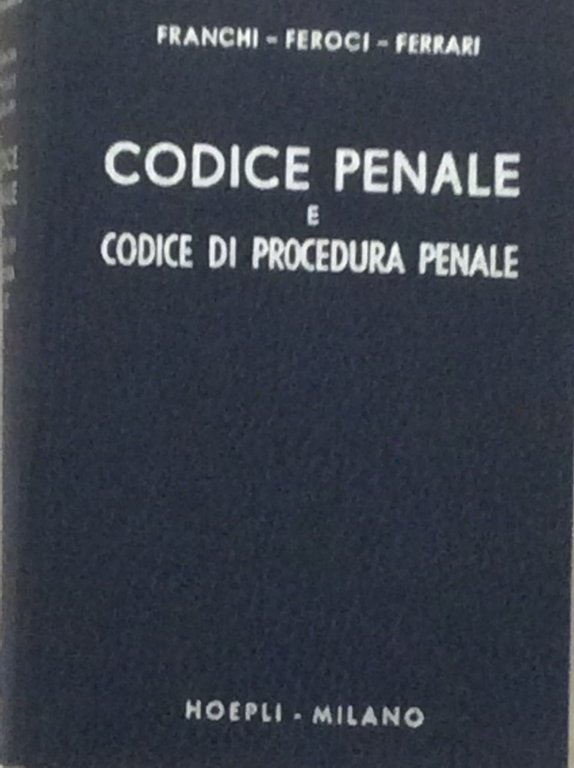 FRANCHI - FEROCI - FERRARI
CODICE PENALE
E
CODICE DI PROCEDURA PENALE
HOEPLI - MILANO